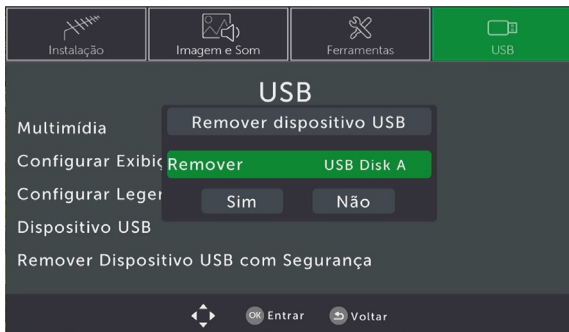 Instalação
Imagem e Som
Ferramentas
USB
USB
Remover dispositivo USB
Multimídia
Configurar Exibiç
Remover USB Disk A
Configurar Leger
Sim Não
Dispositivo USB
Remover Dispositivo USB com Segurança
OK Entrar Voltar